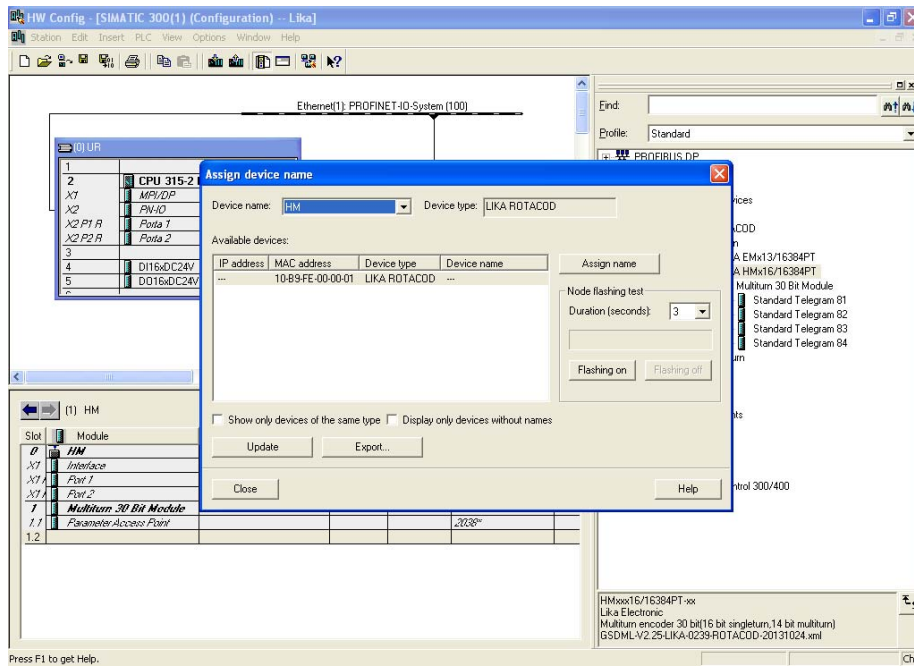 HW Config - [SIMATIC 300(1) (Configuration) -- Lika]
Station Edit Insert PLC View Options Window Help
Ethernet(1): PROFINET-IO-System (100)
Find:
Profile: Standard
PROFIBUS DP
(0) UR
1
2 CPU 315-2
X1 MPI/DP
X2 PN-IO
X2 P1 R Porta 1
X2 P2 R Porta 2
3
4 DI16xDC24V
5 DO16xDC24V
Assign device name
Device name: HM Device type: LIKA ROTACOD
Available devices:
IP address MAC address Device type Device name
--- 10-B9-FE-00-00-01 LIKA ROTACOD ---
Assign name
Node flashing test
Duration (seconds): 3
Flashing on Flashing off
Show only devices of the same type Display only devices without names
Update Export...
Close Help
ACOD
A EMx13/16384PT
A HMx16/16384PT
Multiturn 30 Bit Module
Standard Telegram 81
Standard Telegram 82
Standard Telegram 83
Standard Telegram 84
ntrol 300/400
(1) HM
Slot Module
0 HM
X1 Interface
X1 Port 1
X1 Port 2
1 Multiturn 30 Bit Module
1.1 Parameter Access Point 2038*
1.2
HMxxx16/16384PT-xx
Lika Electronic
Multiturn encoder 30 bit(16 bit singleturn,14 bit multiturn)
GSDML-V2.25-LIKA-0239-ROTACOD-20131024.xml
Press F1 to get Help.
Ch